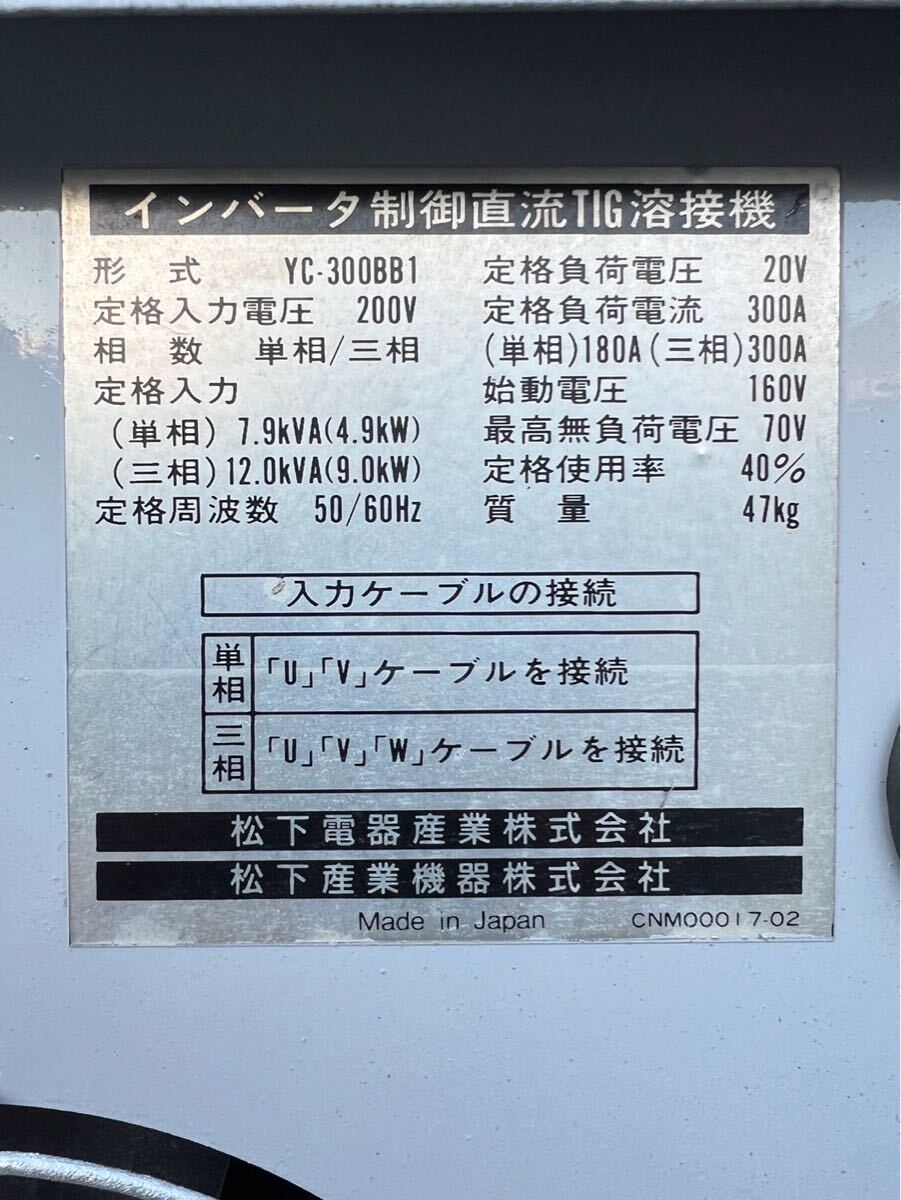 インバータ制御直流TIG溶接機
形式 YC-300BB1
定格入力電圧 200V
相数 単相/三相
定格入力
(単相) 7.9kVA(4.9kW)
(三相) 12.0kVA(9.0kW)
定格周波数 50/60Hz
定格負荷電圧 20V
定格負荷電流 300A
(単相)180A(三相)300A
始動電圧 160V
最高無負荷電圧 70V
定格使用率 40%
質量 47kg
入力ケーブルの接続
単相 「U」「V」ケーブルを接続
三相 「U」「V」「W」ケーブルを接続
松下電器産業株式会社
松下産業機器株式会社
Made in Japan CNM00017-02